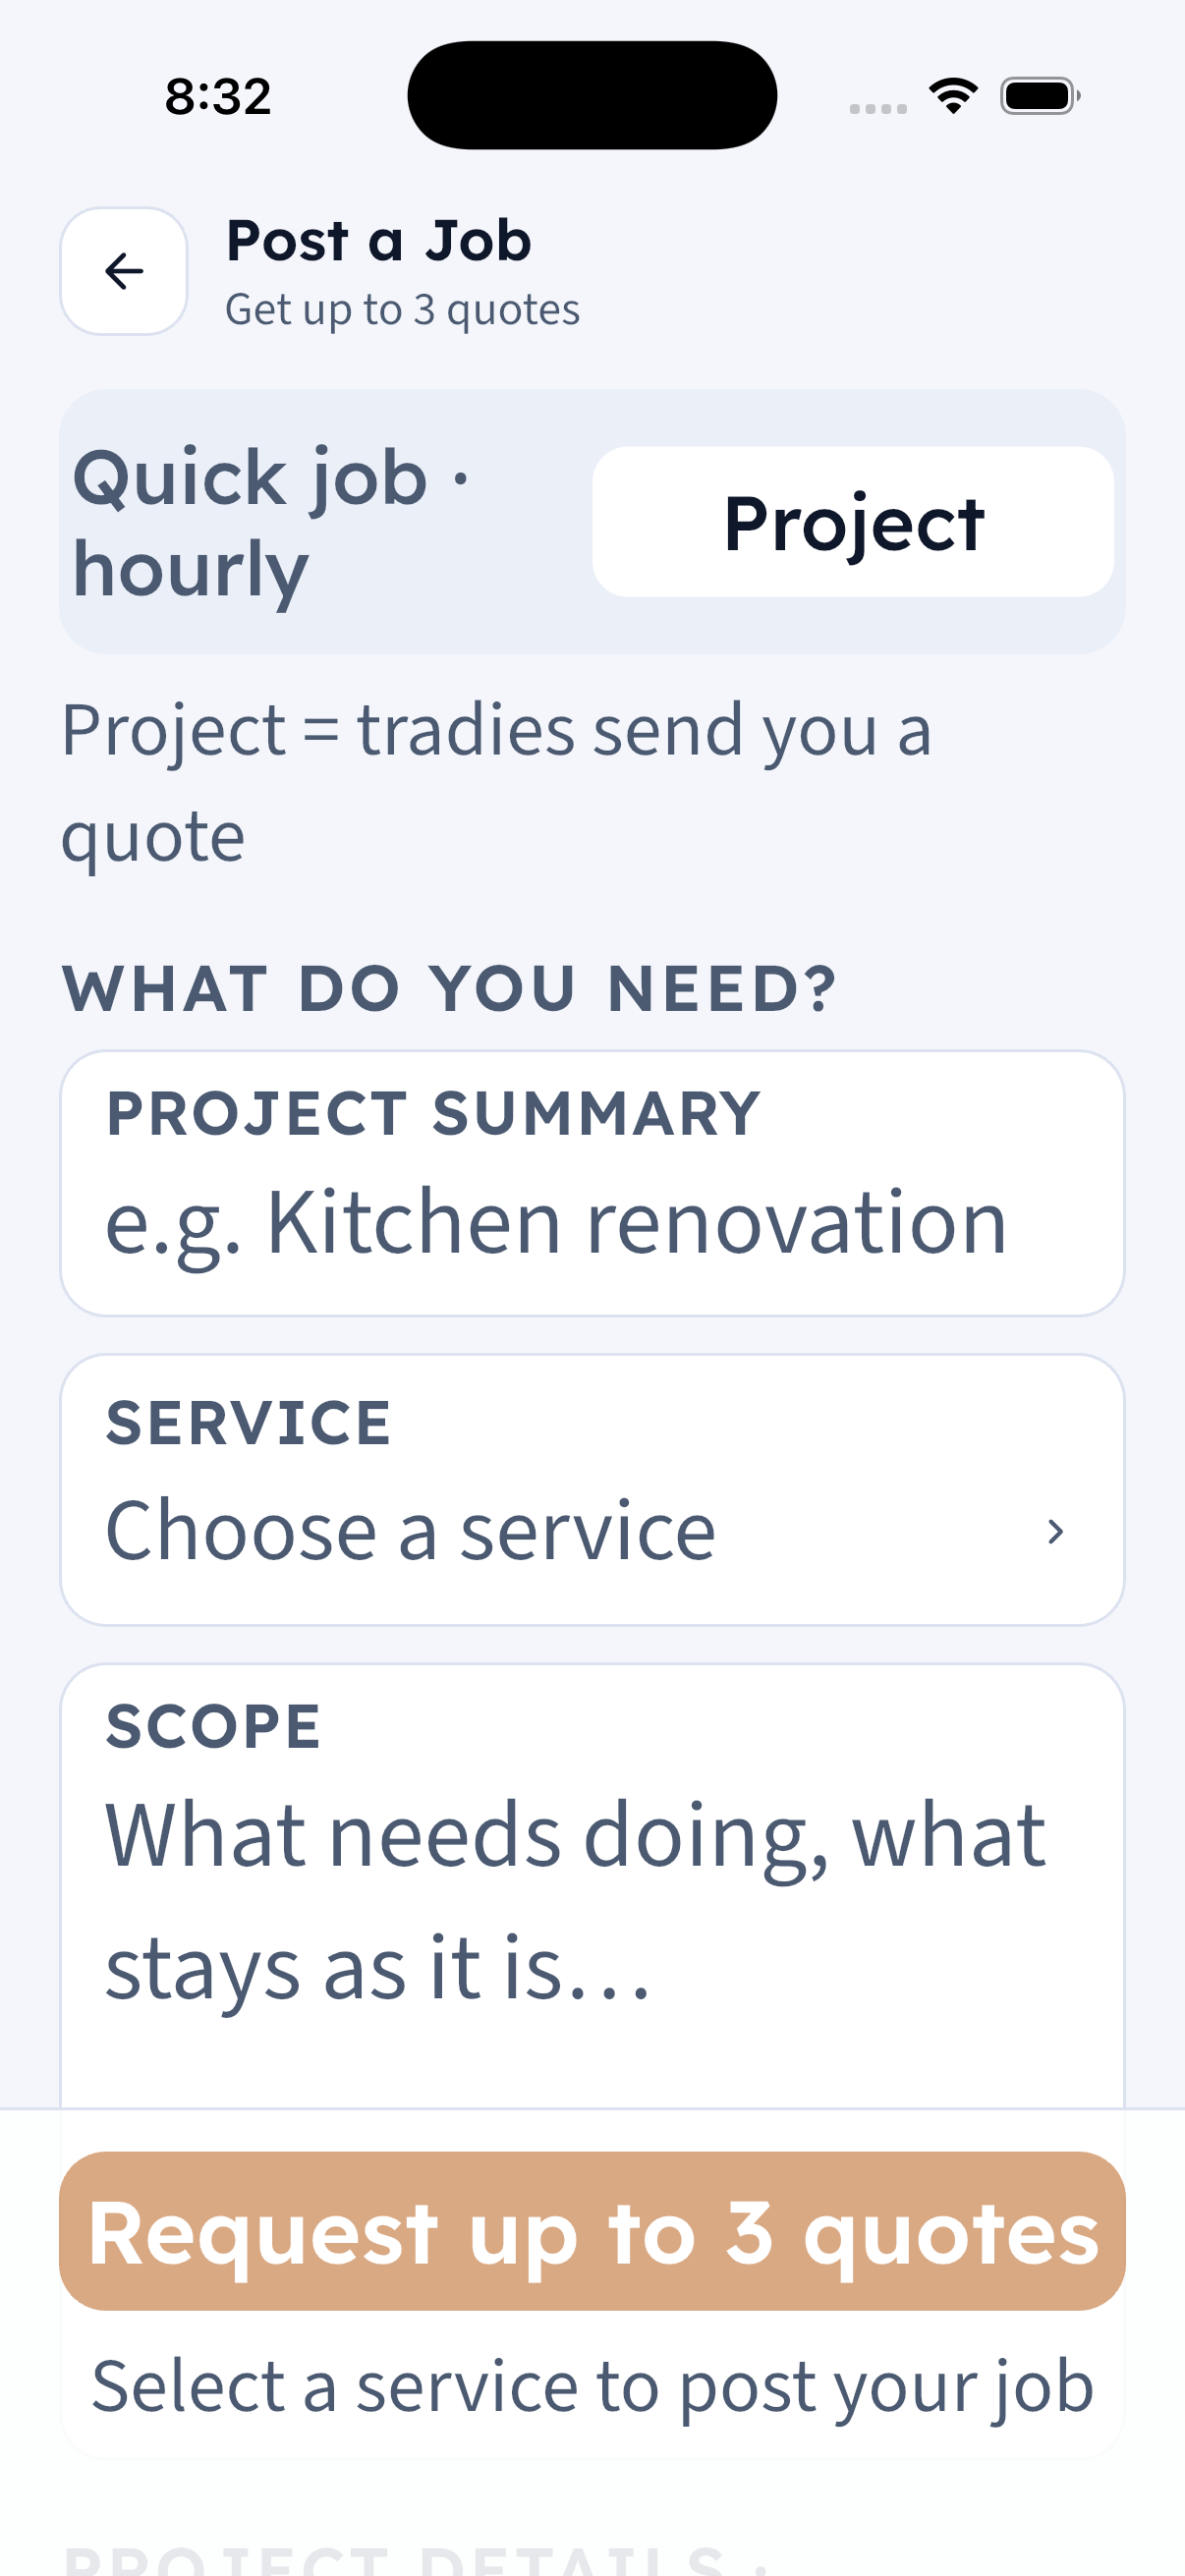 8:32
Post a Job
Get up to 3 quotes
Quick job ·
hourly
Project
Project = tradies send you a
quote
WHAT DO YOU NEED?
PROJECT SUMMARY
e.g. Kitchen renovation
SERVICE
Choose a service
SCOPE
What needs doing, what
stays as it is…
Request up to 3 quotes
Select a service to post your job
PROJECT DETAILS ·